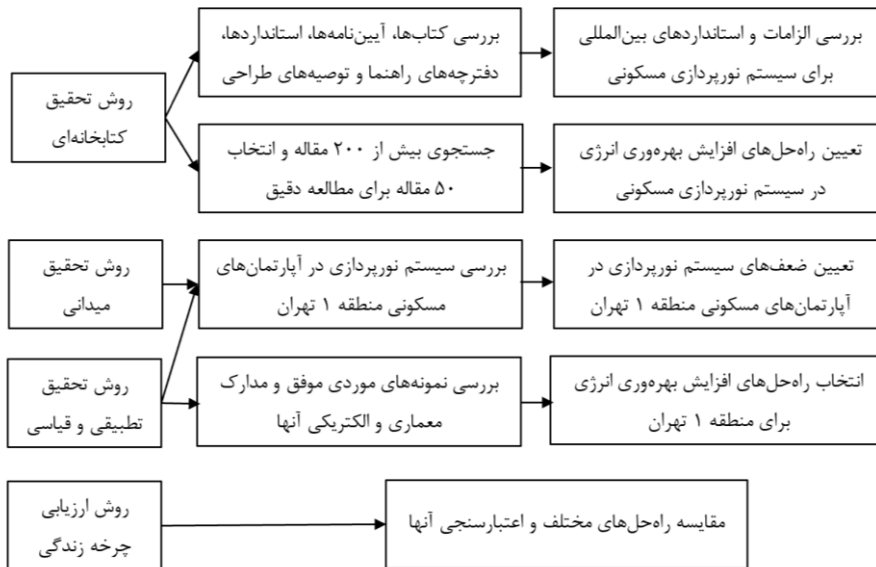 روش تحقیق
کتابخانه‌ای
بررسی کتاب‌ها، آیین‌نامه‌ها، استانداردها،
دفترچه‌های راهنما و توصیه‌های طراحی
بررسی الزامات و استانداردهای بین‌المللی
برای سیستم نورپردازی مسکونی
جستجوی بیش از ۲۰۰ مقاله و انتخاب
۵۰ مقاله برای مطالعه دقیق
تعیین راه‌حل‌های افزایش بهره‌وری انرژی
در سیستم نورپردازی مسکونی
روش تحقیق
میدانی
بررسی سیستم نورپردازی در آپارتمان‌های
مسکونی منطقه ۱ تهران
تعیین ضعف‌های سیستم نورپردازی در
آپارتمان‌های مسکونی منطقه ۱ تهران
روش تحقیق
تطبیقی و قیاسی
بررسی نمونه‌های موردی موفق و مدارک
معماری و الکتریکی آنها
انتخاب راه‌حل‌های افزایش بهره‌وری انرژی
برای منطقه ۱ تهران
روش ارزیابی
چرخه زندگی
مقایسه راه‌حل‌های مختلف و اعتبارسنجی آنها